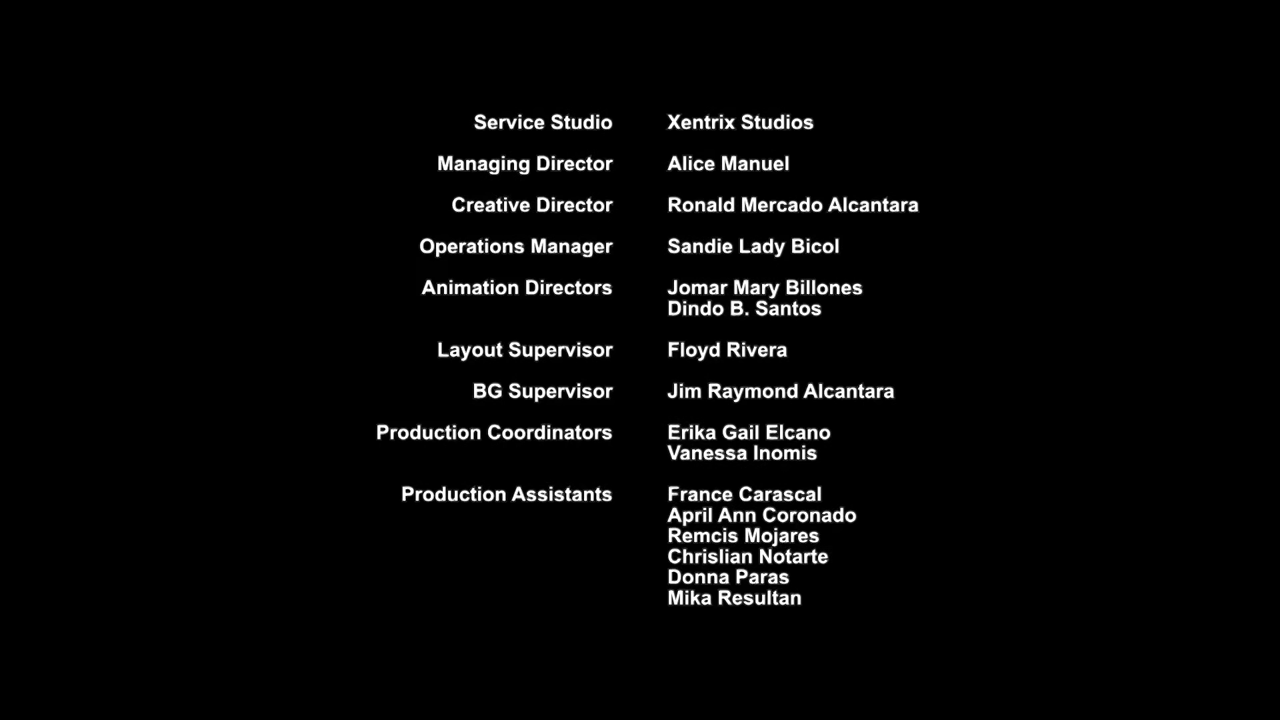 Service Studio Xentrix Studios
Managing Director Alice Manuel
Creative Director Ronald Mercado Alcantara
Operations Manager Sandie Lady Bicol
Animation Directors Jomar Mary Billones
Dindo B. Santos
Layout Supervisor Floyd Rivera
BG Supervisor Jim Raymond Alcantara
Production Coordinators Erika Gail Elcano
Vanessa Inomis
Production Assistants France Carascal
April Ann Coronado
Remcis Mojares
Chrislian Notarte
Donna Paras
Mika Resultan